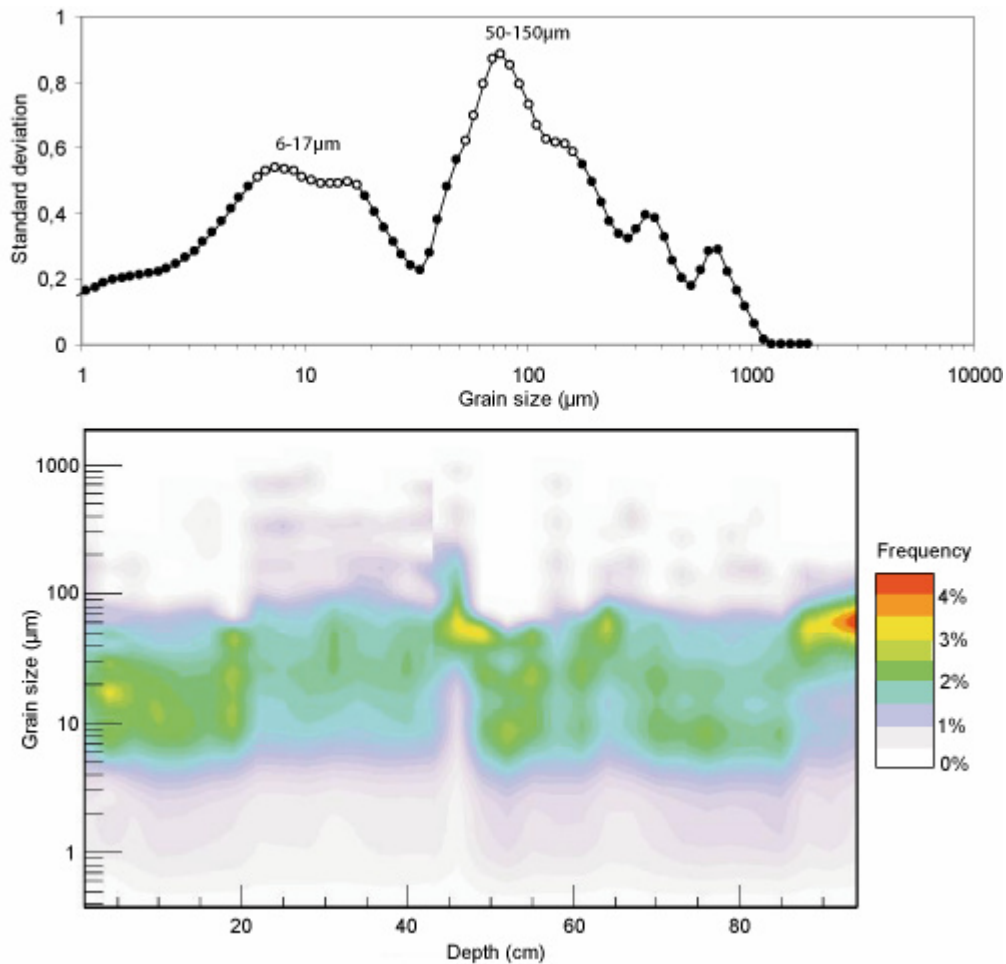 50-150µm
6-17µm
Standard deviation
1
0,8
0,6
0,4
0,2
0
1 10 100 1000 10000
Grain size (µm)
Grain size (µm)
1000
100
10
1
20 40 60 80
Depth (cm)
Frequency
4%
3%
2%
1%
0%